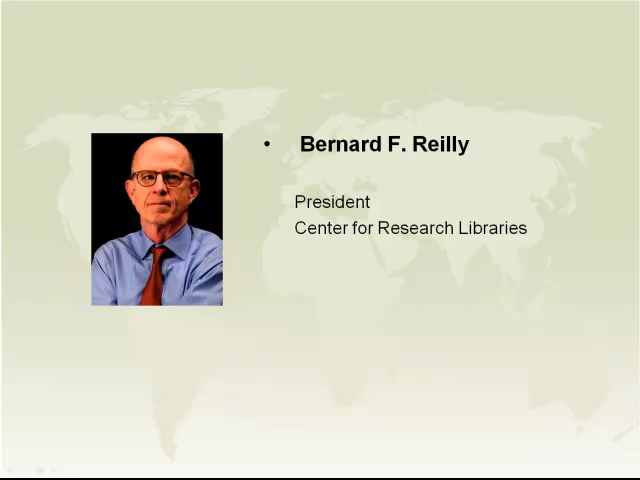 • Bernard F. Reilly
President
Center for Research Libraries